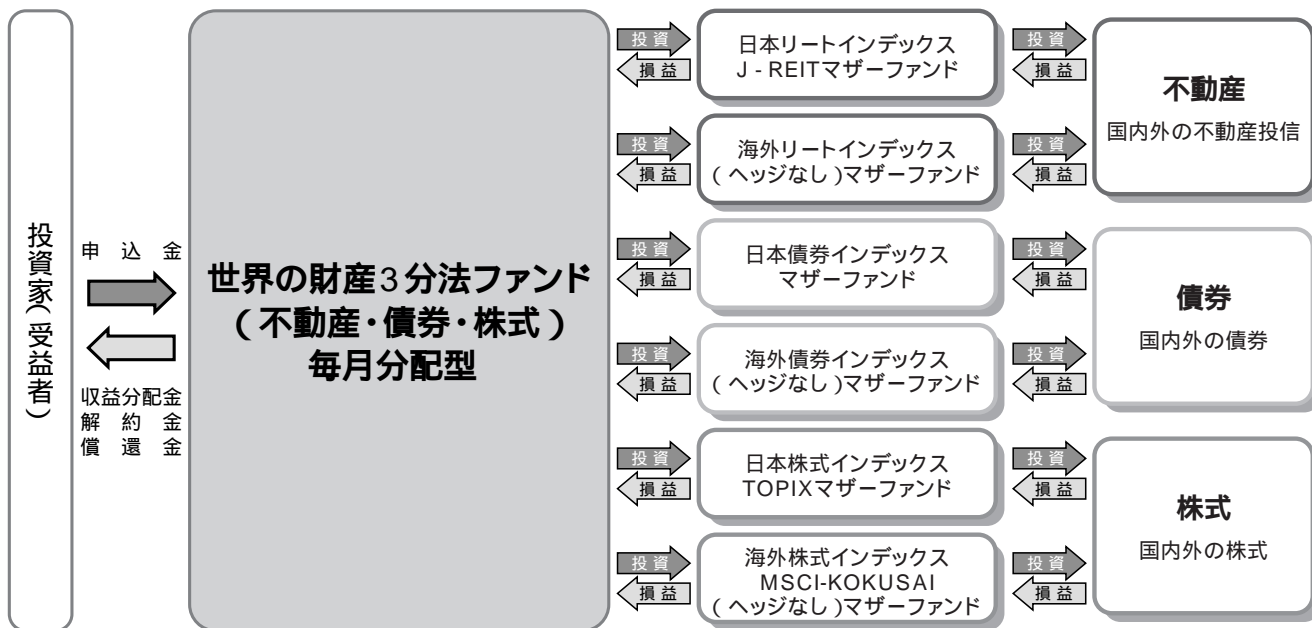 投資家(受益者)
申込金
収益分配金
解約金
償還金
世界の財産3分法ファンド
(不動産・債券・株式)
毎月分配型
投資
損益
日本リートインデックス
J-REITマザーファンド
投資
損益
投資
損益
海外リートインデックス
(ヘッジなし)マザーファンド
投資
損益
不動産
国内外の不動産投信
投資
損益
日本債券インデックス
マザーファンド
投資
損益
投資
損益
海外債券インデックス
(ヘッジなし)マザーファンド
投資
損益
債券
国内外の債券
投資
損益
日本株式インデックス
TOPIXマザーファンド
投資
損益
投資
損益
海外株式インデックス
MSCI-KOKUSAI
(ヘッジなし)マザーファンド
投資
損益
株式
国内外の株式